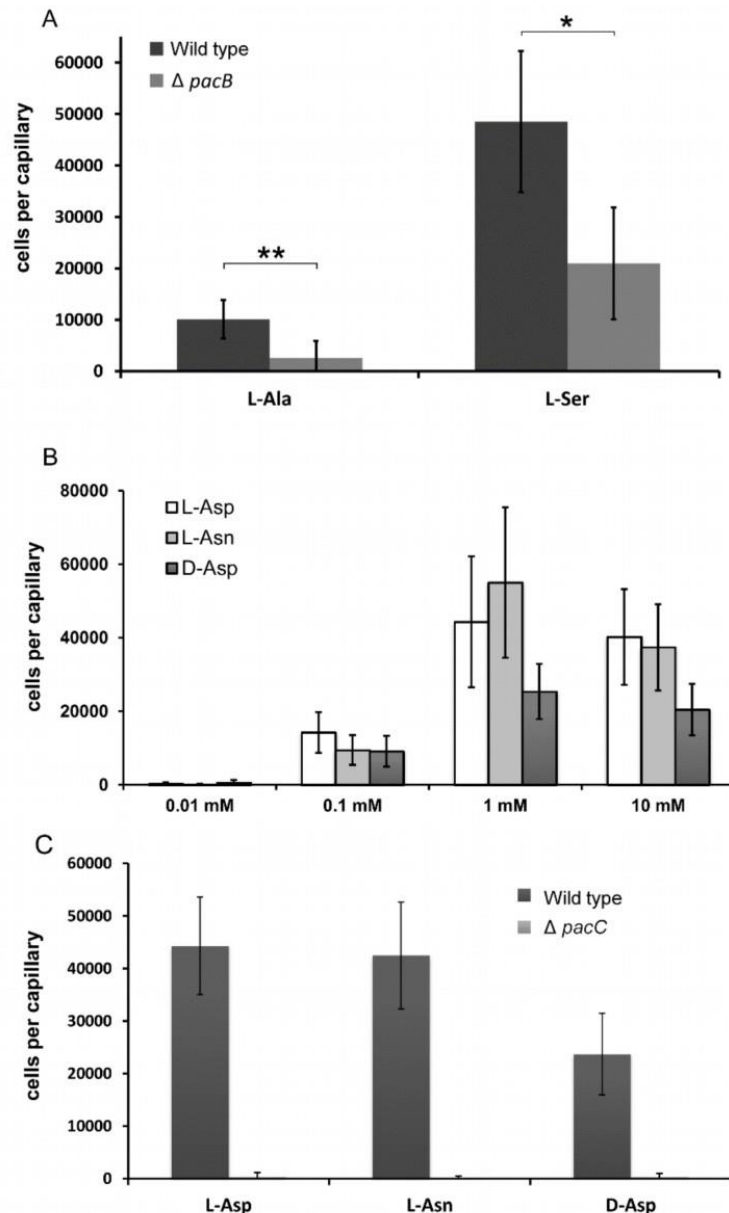 A
Wild type
Δ pacB
*
**
cells per capillary
60000
50000
40000
30000
20000
10000
0
L-Ala L-Ser
B
L-Asp
L-Asn
D-Asp
cells per capillary
80000
60000
40000
20000
0
0.01 mM 0.1 mM 1 mM 10 mM
C
Wild type
Δ pacC
cells per capillary
60000
50000
40000
30000
20000
10000
0
L-Asp L-Asn D-Asp